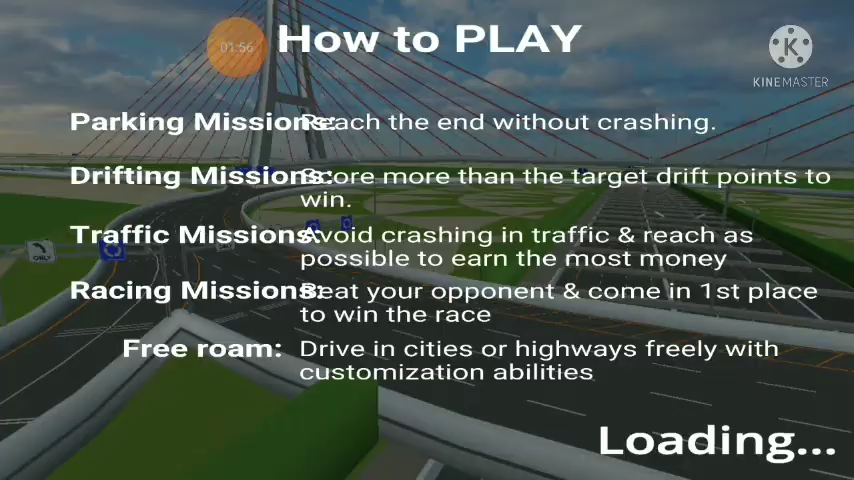 How to PLAY
01:56
K
KINEMASTER
Parking Missions: Reach the end without crashing.
Drifting Missions: Score more than the target drift points to
win.
Traffic Missions: Avoid crashing in traffic & reach as
possible to earn the most money
Racing Missions: Beat your opponent & come in 1st place
to win the race
Free roam: Drive in cities or highways freely with
customization abilities
ONLY
Loading...